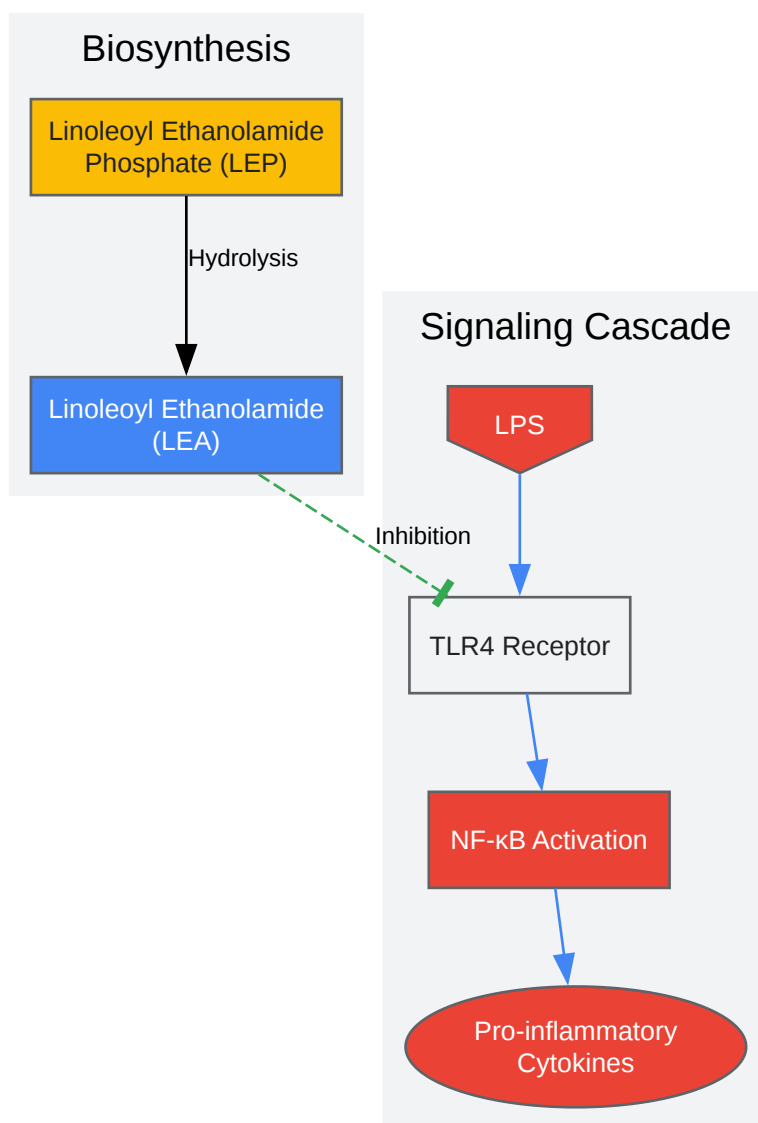 Biosynthesis
Linoleoyl Ethanolamide
Phosphate (LEP)
Hydrolysis
Linoleoyl Ethanolamide
(LEA)
Inhibition
Signaling Cascade
LPS
TLR4 Receptor
NF-κB Activation
Pro-inflammatory
Cytokines